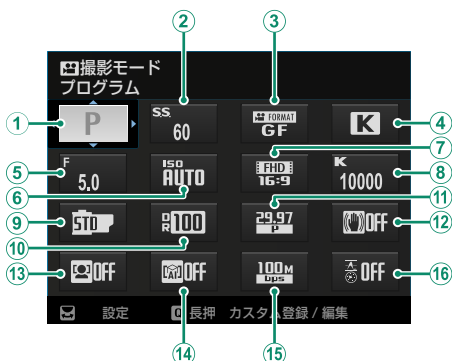 ② ③
撮影モード
プログラム
① P
S.S. 60
FORMAT GF
K ④
⑤ F 5.0
⑥ ISO AUTO
⑦ FHD 16:9
K 10000 ⑧
⑨ STD
⑩ DR 100
⑪ 29.97 P
OFF ⑫
⑬ OFF
⑭ OFF
⑮ 100M bps
OFF ⑯
設定 Q 長押 カスタム登録 / 編集